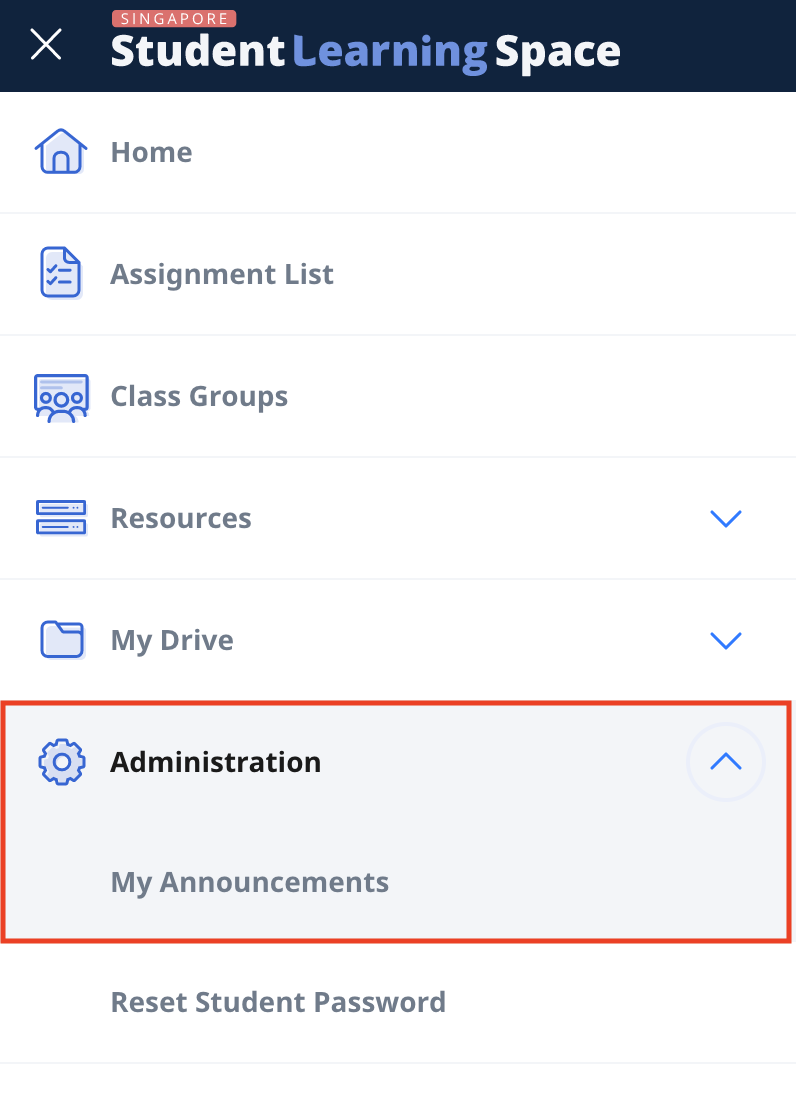 SINGAPORE
Student Learning Space
Home
Assignment List
Class Groups
Resources
My Drive
Administration
My Announcements
Reset Student Password